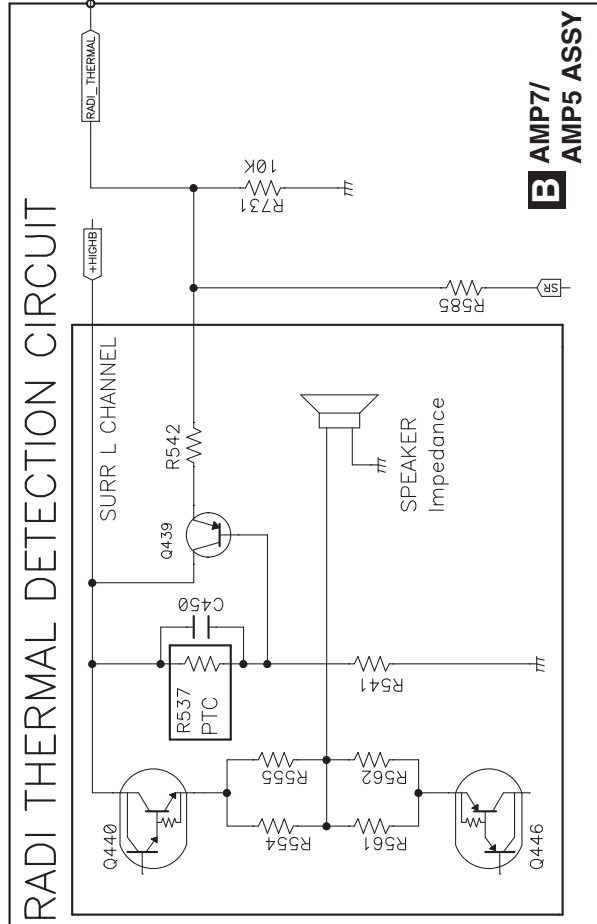 RADI THERMAL DETECTION CIRCUIT
RADI_THERMAL
+HIGHB
SURR L CHANNEL
Q440
R537
PTC
C450
Q439
R542
R731
10K
R554
R555
R541
R585
SR
R561
R562
SPEAKER
Impedance
Q446
B AMP7/
AMP5 ASSY